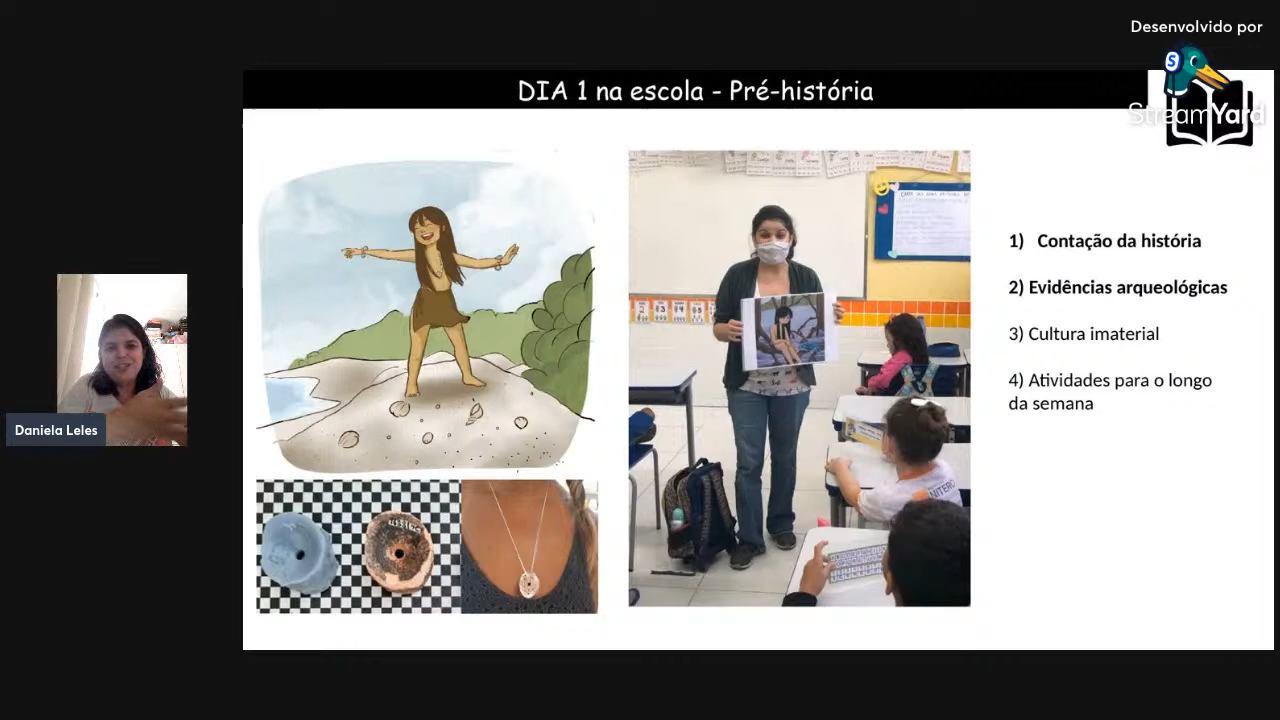 Desenvolvido por
StreamYard
DIA 1 na escola - Pré-história
1) Contação da história
2) Evidências arqueológicas
3) Cultura imaterial
4) Atividades para o longo
da semana
Daniela Leles